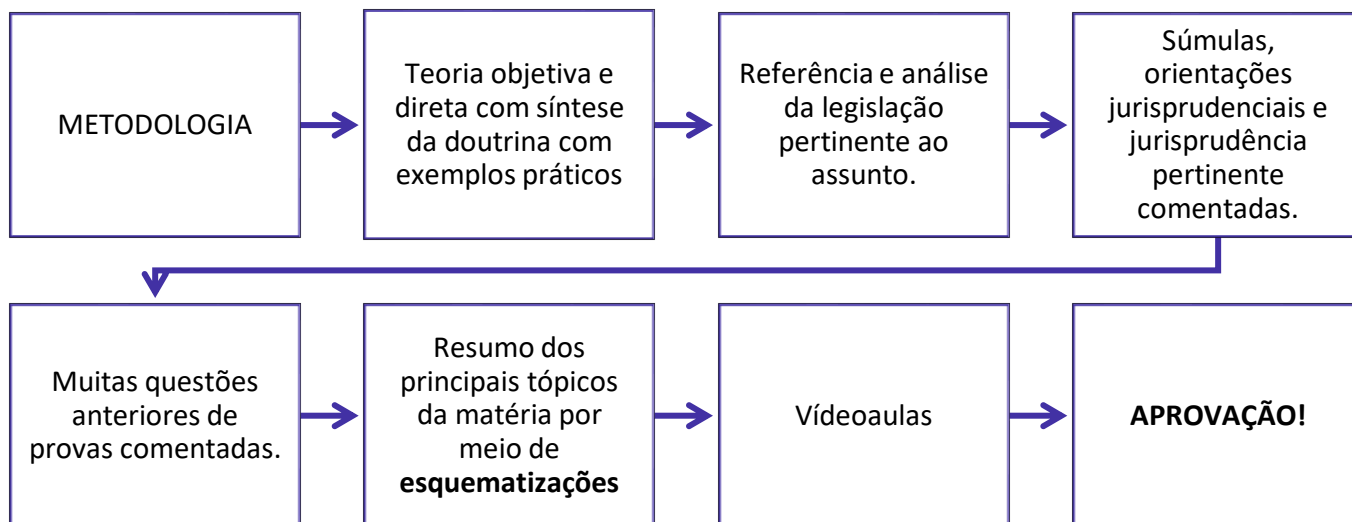 METODOLOGIA
Teoria objetiva e
direta com síntese
da doutrina com
exemplos práticos
Referência e análise
da legislação
pertinente ao
assunto.
Súmulas,
orientações
jurisprudenciais e
jurisprudência
pertinente
comentadas.
Muitas questões
anteriores de
provas comentadas.
Resumo dos
principais tópicos
da matéria por
meio de
esquematizações
Vídeoaulas
APROVAÇÃO!